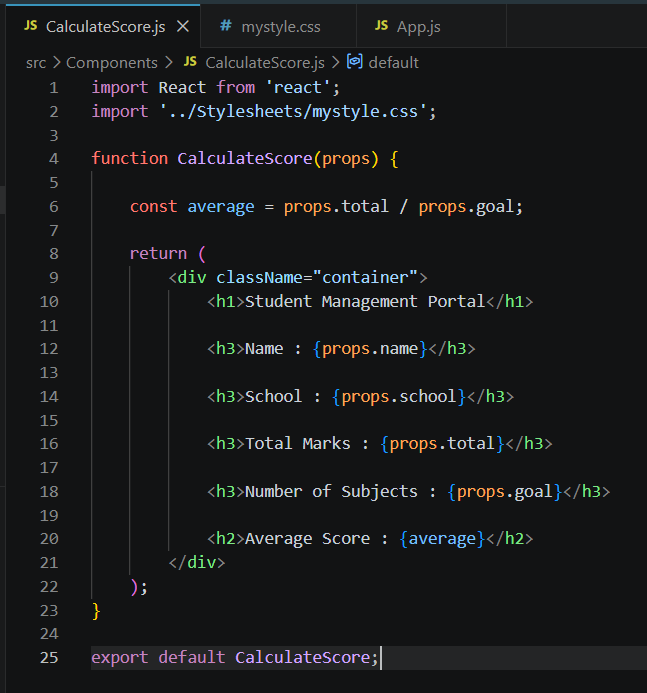 JS CalculateScore.js × # mystyle.css JS App.js
src > Components > JS CalculateScore.js > default
1 import React from 'react';
2 import '../Stylesheets/mystyle.css';
3
4 function CalculateScore(props) {
5
6 const average = props.total / props.goal;
7
8 return (
9 <div className="container">
10 <h1>Student Management Portal</h1>
11
12 <h3>Name : {props.name}</h3>
13
14 <h3>School : {props.school}</h3>
15
16 <h3>Total Marks : {props.total}</h3>
17
18 <h3>Number of Subjects : {props.goal}</h3>
19
20 <h2>Average Score : {average}</h2>
21 </div>
22 );
23 }
24
25 export default CalculateScore;